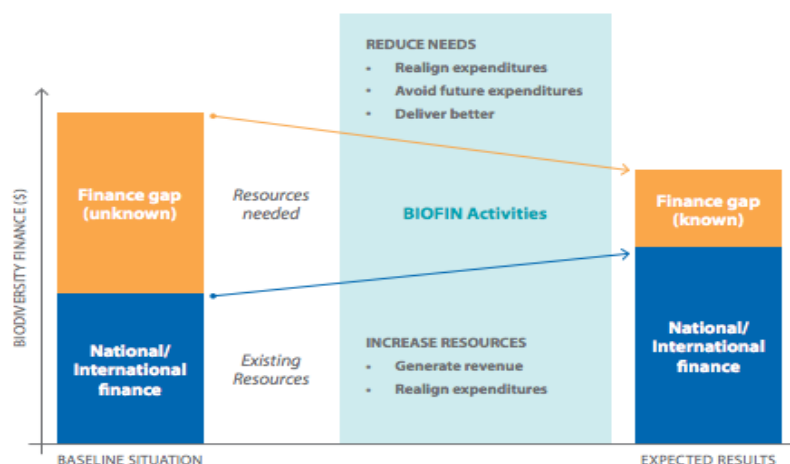 REDUCE NEEDS
• Realign expenditures
• Avoid future expenditures
• Deliver better
BIODIVERSITY FINANCE ($)
Finance gap
(unknown)
Resources
needed
BIOFIN Activities
Finance gap
(known)
National/
International
finance
Existing
Resources
INCREASE RESOURCES
• Generate revenue
• Realign expenditures
National/
International
finance
BASELINE SITUATION
EXPECTED RESULTS